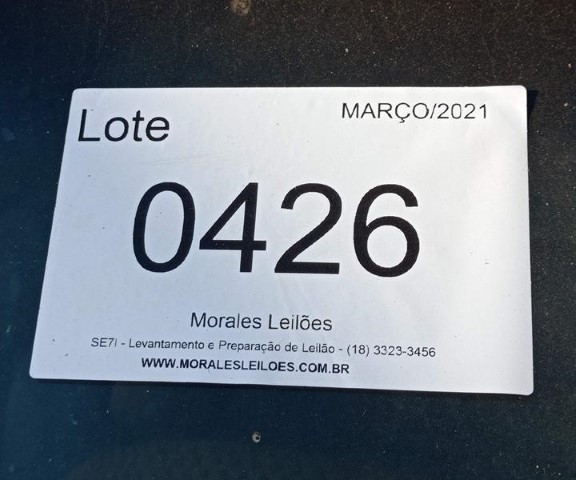 Lote
MARÇO/2021
0426
Morales Leilões
SE7I - Levantamento e Preparação de Leilão - (18) 3323-3456
WWW.MORALESLEILOES.COM.BR